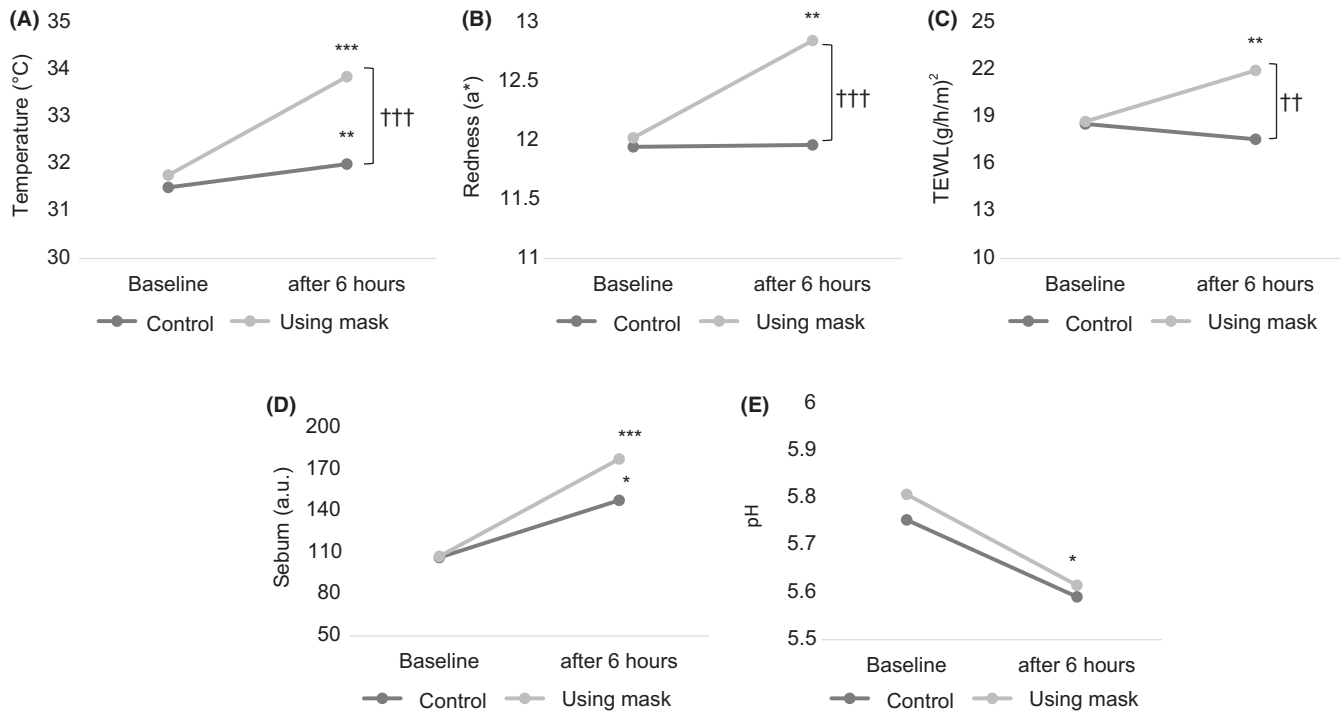 (A)
Temperature (°C)
35
34
33
32
31
30
***
**
†††
Baseline after 6 hours
Control Using mask
(B)
Redness (a*)
13
12.5
12
11.5
11
**
†††
Baseline after 6 hours
Control Using mask
(C)
TEWL(g/h/m)²
25
22
19
16
13
10
**
††
Baseline after 6 hours
Control Using mask
(D)
Sebum (a.u.)
200
170
140
110
80
50
***
*
Baseline after 6 hours
Control Using mask
(E)
pH
6
5.9
5.8
5.7
5.6
5.5
*
Baseline after 6 hours
Control Using mask